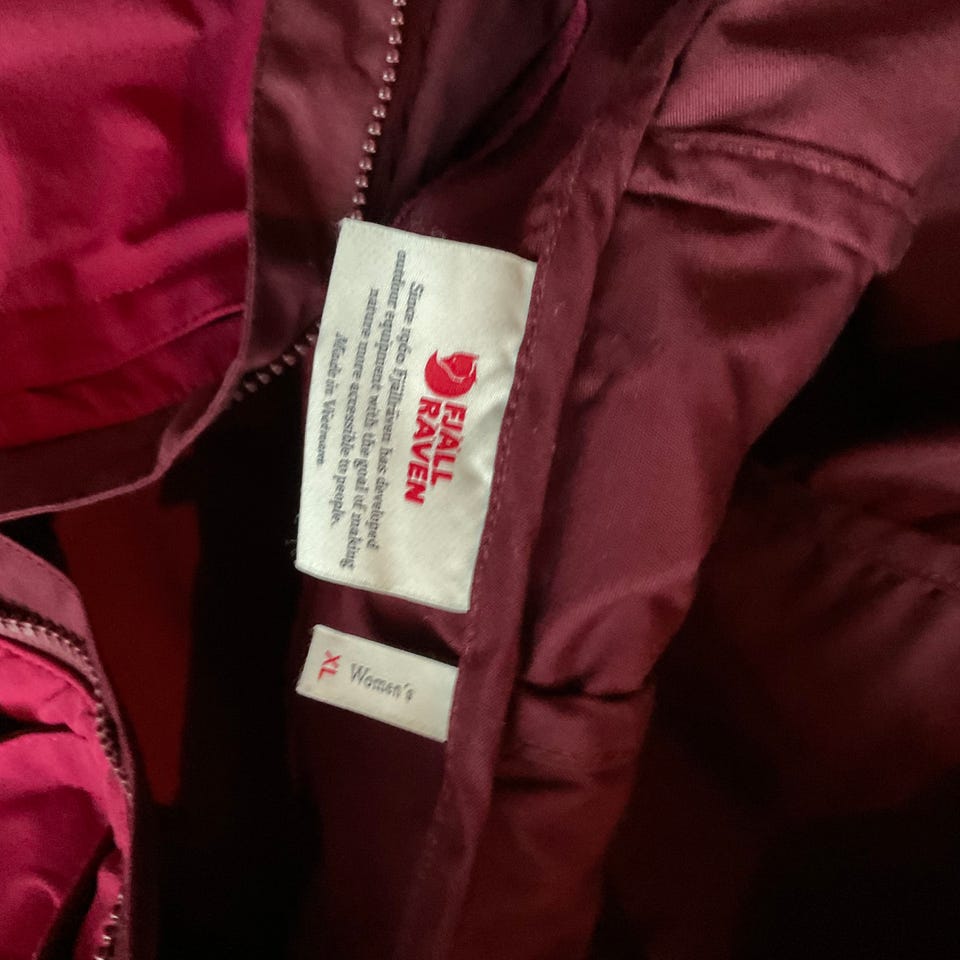 FJÄLL
RAVEN
Since 1960 Fjällräven has developed
outdoor equipment with the goal of making
nature more accessible to people.
Made in Vietnam
Women's
XL